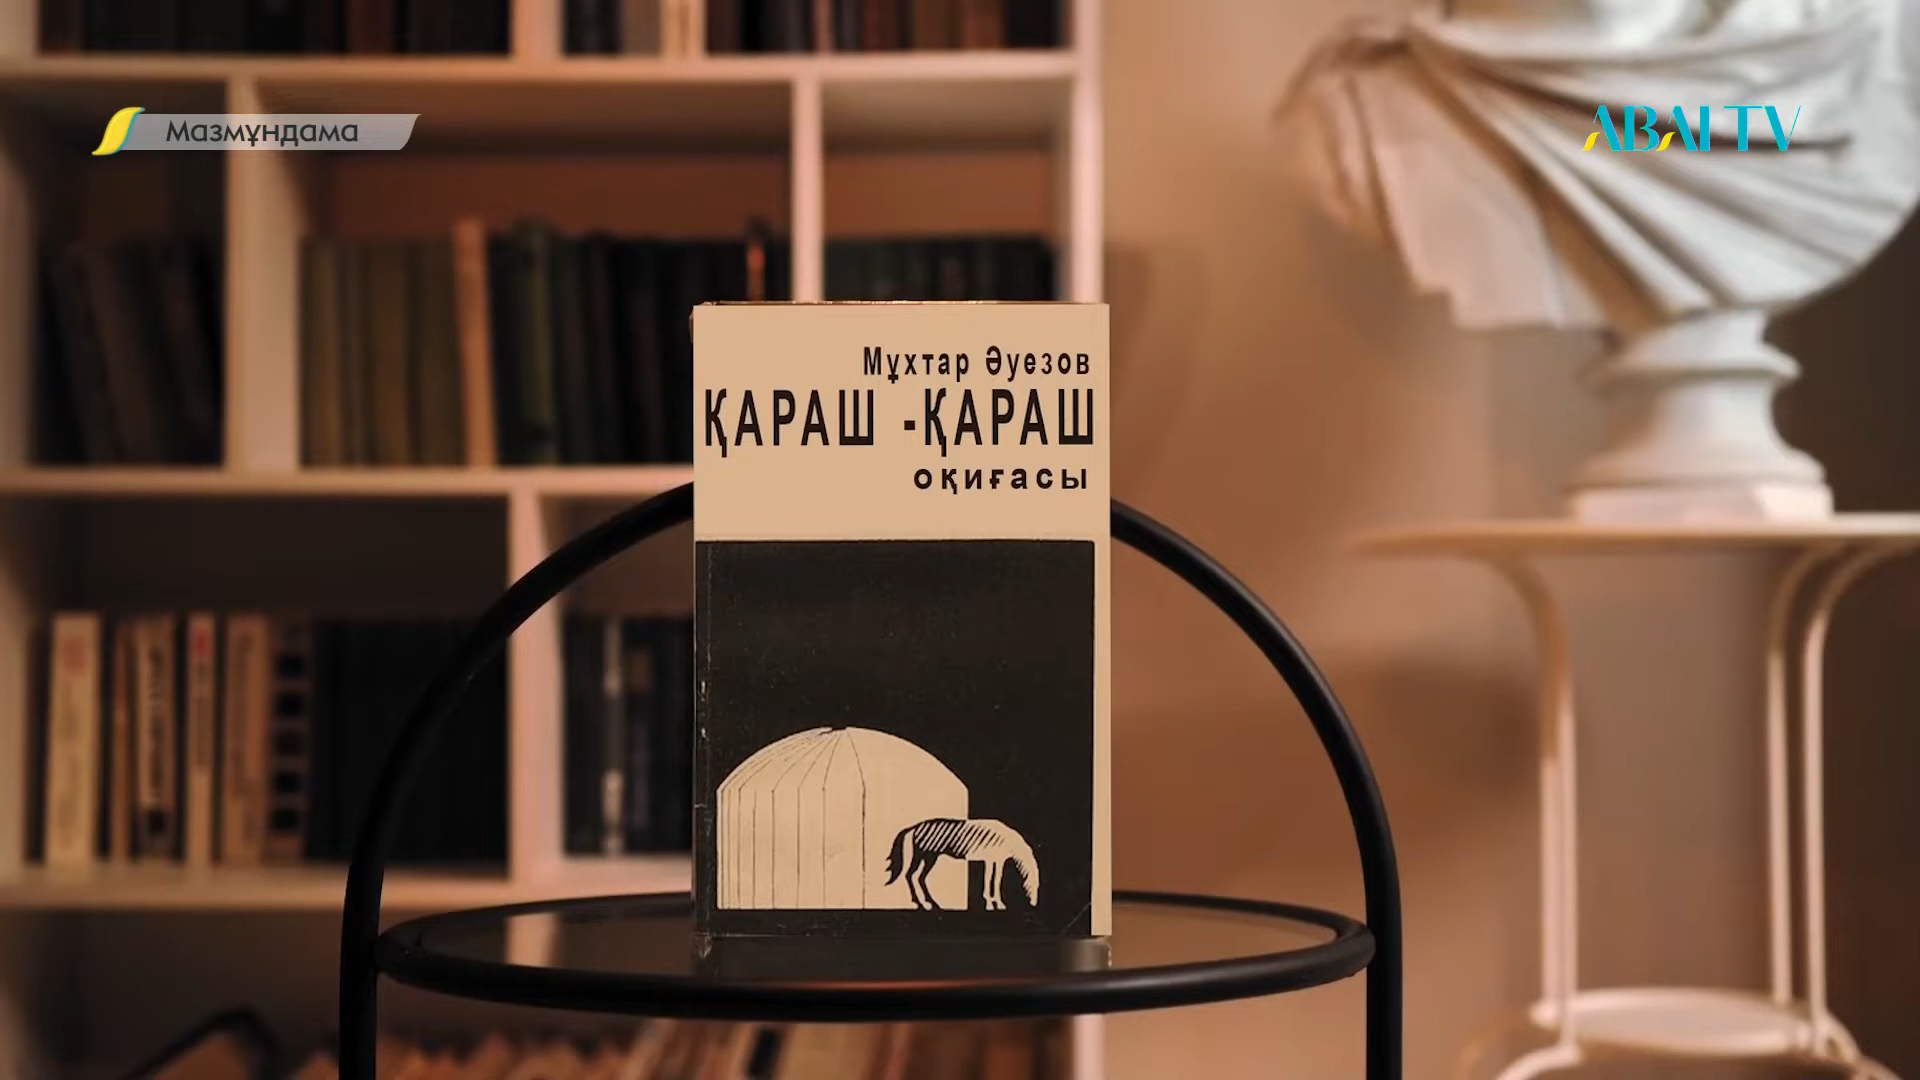 Мазмұндама
ABAI TV
Мұхтар Әуезов
ҚАРАШ -ҚАРАШ
оқиғасы